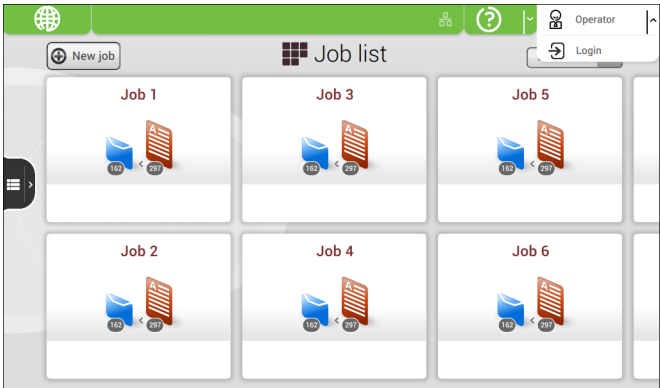 Operator
Login
New job
Job list
Job 1
Job 3
Job 5
A
162 < 297
A
162 < 297
A
162 < 297
Job 2
Job 4
Job 6
A
162 < 297
A
162 < 297
A
162 < 297